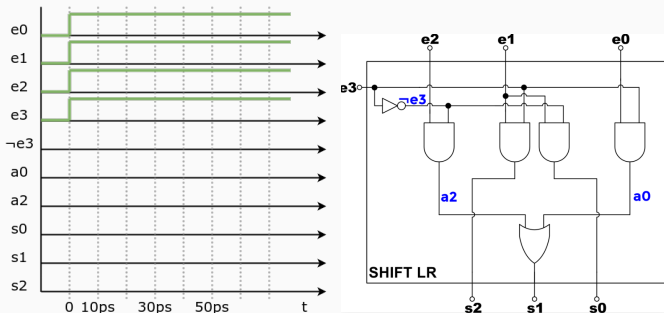 e0
e1
e2
e3
¬e3
a0
a2
s0
s1
s2
0 10ps 30ps 50ps t
e2 e1 e0
e3
¬e3
a2 a0
SHIFT LR
s2 s1 s0